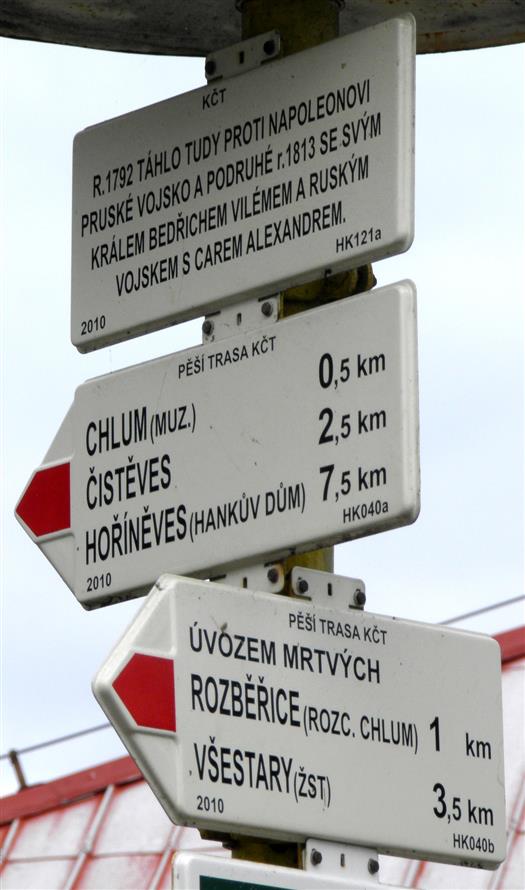 KČT
R.1792 TÁHLO TUDY PROTI NAPOLEONOVI
PRUSKÉ VOJSKO A PODRUHÉ r.1813 SE SVÝM
KRÁLEM BEDŘICHEM VILÉMEM A RUSKÝM
VOJSKEM S CAREM ALEXANDREM.
2010 HK121a
PĚŠÍ TRASA KČT
CHLUM (MUZ.) 0,5 km
ČISTĚVES 2,5 km
HOŘÍNĚVES (HANKŮV DŮM) 7,5 km
2010 HK040a
PĚŠÍ TRASA KČT
ÚVOZEM MRTVÝCH
ROZBĚŘICE (ROZC. CHLUM) 1 km
VŠESTARY (ŽST) 3,5 km
2010 HK040b